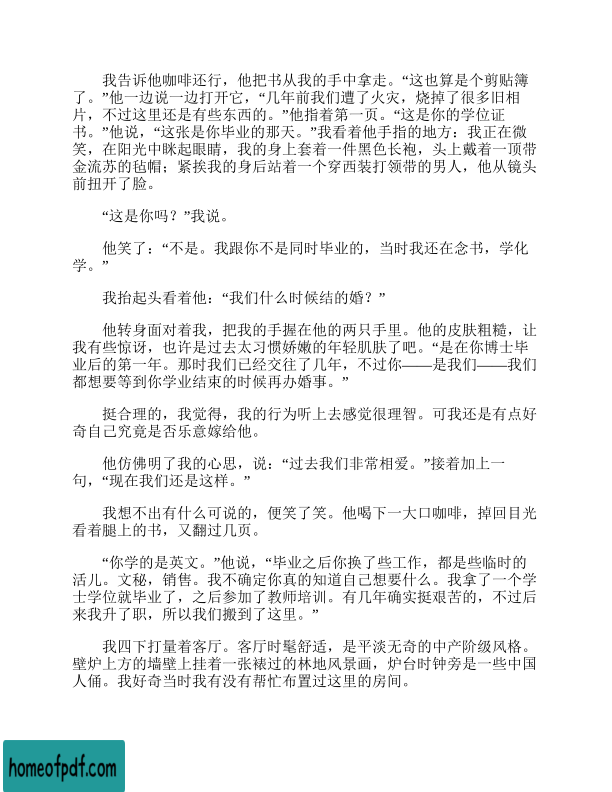 我告诉他咖啡还行，他把书从我的手中拿走。“这也算是个剪贴簿
了。”他一边说一边打开它，“几年前我们遭了火灾，烧掉了很多旧相
片，不过这里还是有些东西的。”他指着第一页。“这是你的学位证
书。”他说，“这张是你毕业的那天。”我看着他手指的地方：我正在微
笑，在阳光中眯起眼睛，我的身上套着一件黑色长袍，头上戴着一顶带
金流苏的毡帽；紧挨我的身后站着一个穿西装打领带的男人，他从镜头
前扭开了脸。
“这是你吗？”我说。
他笑了：“不是。我跟你不是同时毕业的，当时我还在念书，学化
学。”
我抬起头看着他：“我们什么时候结的婚？”
他转身面对着我，把我的手握在他的两只手里。他的皮肤粗糙，让
我有些惊讶，也许是过去太习惯娇嫩的年轻肌肤了吧。“是在你博士毕
业后的第一年。那时我们已经交往了几年，不过你——是我们——我们
都想要等到你学业结束的时候再办婚事。”
挺合理的，我觉得，我的行为听上去感觉很理智。可我还是有点好
奇自己究竟是否乐意嫁给他。
他仿佛明了我的心思，说：“过去我们非常相爱。”接着加上一
句，“现在我们还是这样。”
我想不出有什么可说的，便笑了笑。他喝下一大口咖啡，掉回目光
看着腿上的书，又翻过几页。
“你学的是英文。”他说，“毕业之后你换了些工作，都是些临时的
活儿。文秘，销售。我不确定你真的知道自己想要什么。我拿了一个学
士学位就毕业了，之后参加了教师培训。有几年确实挺艰苦的，不过后
来我升了职，所以我们搬到了这里。”
我四下打量着客厅。客厅时髦舒适，是平淡无奇的中产阶级风格。
壁炉上方的墙壁上挂着一张裱过的林地风景画，炉台时钟旁是一些中国
人俑。我好奇当时我有没有帮忙布置过这里的房间。
homeofpdf.com